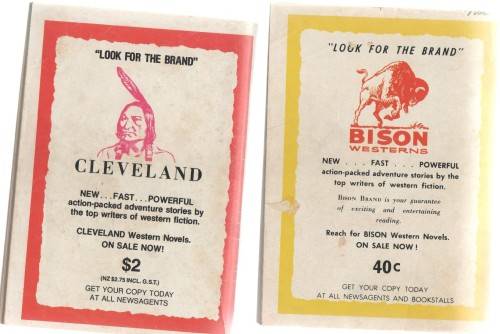 "LOOK FOR THE BRAND"
CLEVELAND
NEW...FAST...POWERFUL
action-packed adventure stories by
the top writers of western fiction.
CLEVELAND Western Novels.
ON SALE NOW!
$2
(NZ $2.75 INCL. G.S.T.)
GET YOUR COPY TODAY
AT ALL NEWSAGENTS
"LOOK FOR THE BRAND"
BISON
WESTERNS
NEW . . . FAST . . . POWERFUL
action-packed adventure stories by the
top writers of western fiction.
BISON BRAND is your guarantee
of exciting and entertaining
reading.
Reach for BISON Western Novels.
ON SALE NOW!
40c
GET YOUR COPY TODAY
AT ALL NEWSAGENTS AND BOOKSTALLS